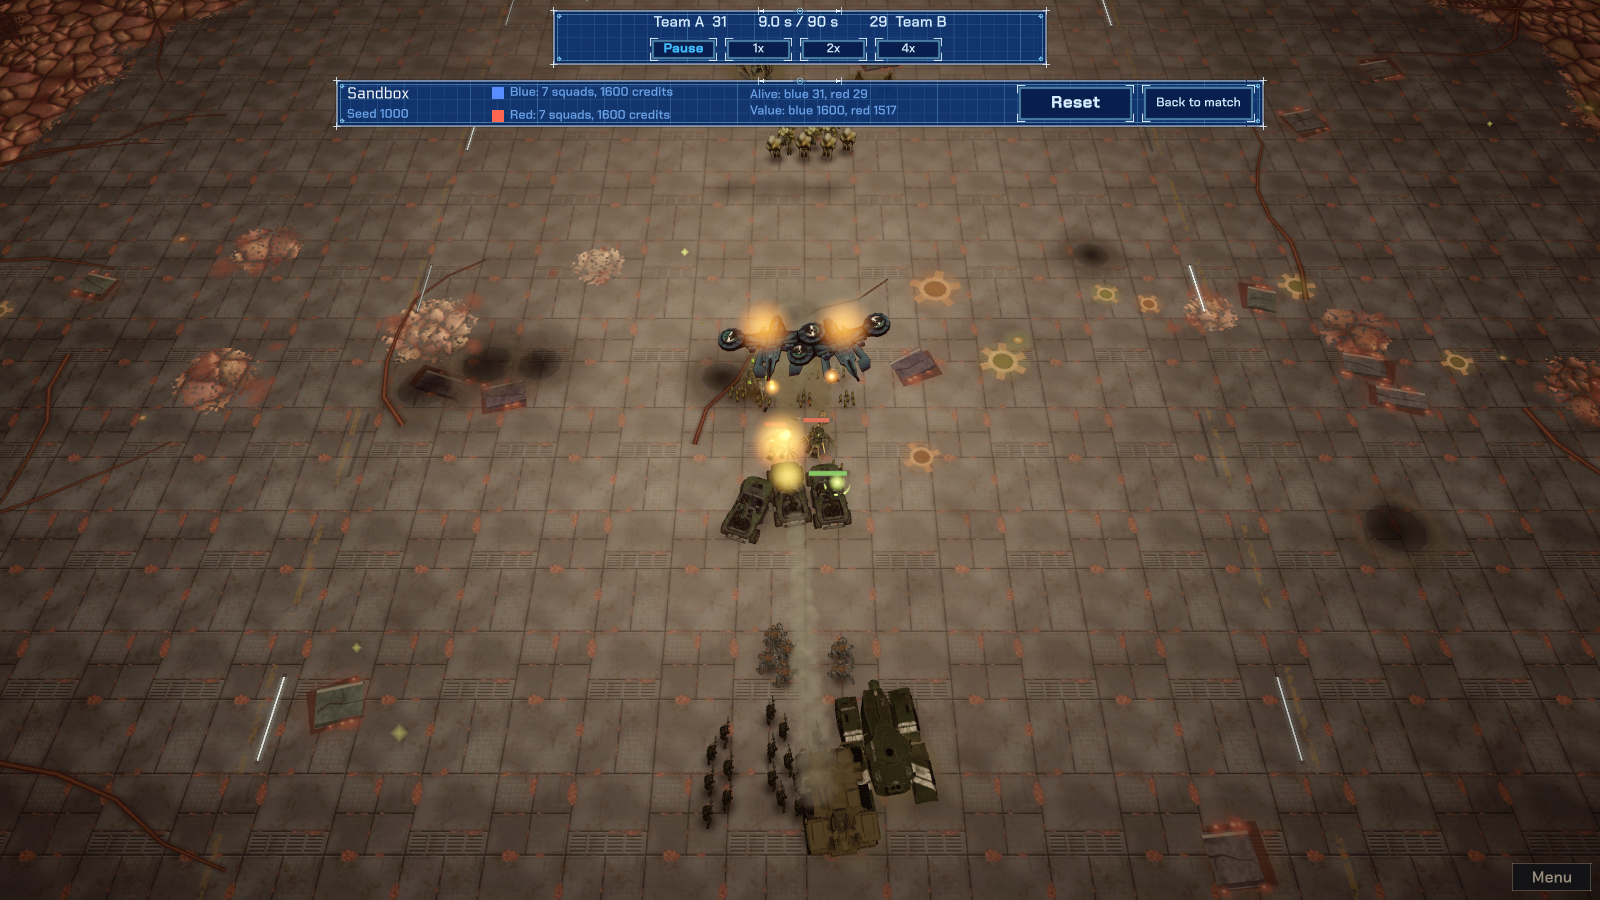 Team A 31 9.0 s / 90 s 29 Team B
Pause 1x 2x 4x
Sandbox
Seed 1000
Blue: 7 squads, 1600 credits
Red: 7 squads, 1600 credits
Alive: blue 31, red 29
Value: blue 1600, red 1517
Reset
Back to match
Menu